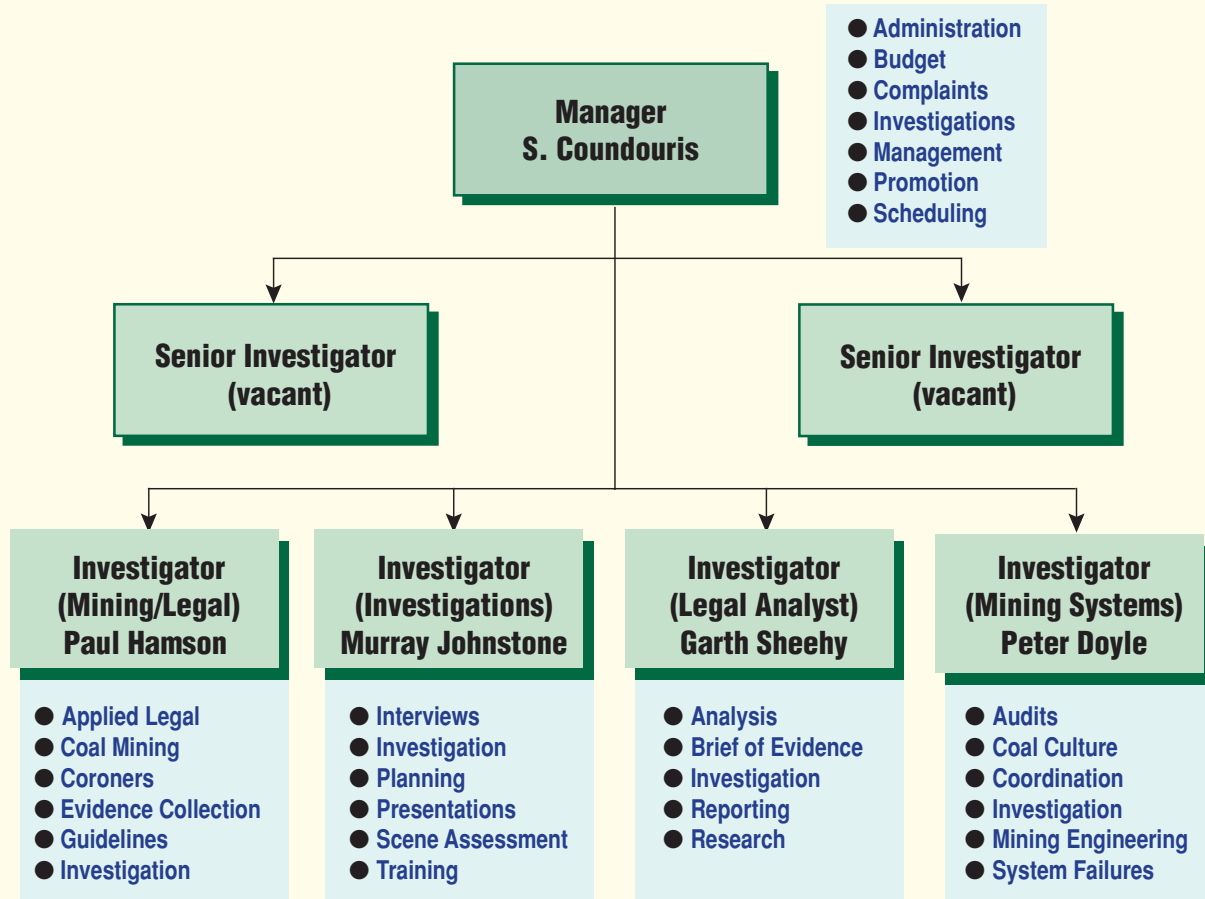 Manager
S. Coundouris
● Administration
● Budget
● Complaints
● Investigations
● Management
● Promotion
● Scheduling
Senior Investigator
(vacant)
Senior Investigator
(vacant)
Investigator
(Mining/Legal)
Paul Hamson
● Applied Legal
● Coal Mining
● Coroners
● Evidence Collection
● Guidelines
● Investigation
Investigator
(Investigations)
Murray Johnstone
● Interviews
● Investigation
● Planning
● Presentations
● Scene Assessment
● Training
Investigator
(Legal Analyst)
Garth Sheehy
● Analysis
● Brief of Evidence
● Investigation
● Reporting
● Research
Investigator
(Mining Systems)
Peter Doyle
● Audits
● Coal Culture
● Coordination
● Investigation
● Mining Engineering
● System Failures